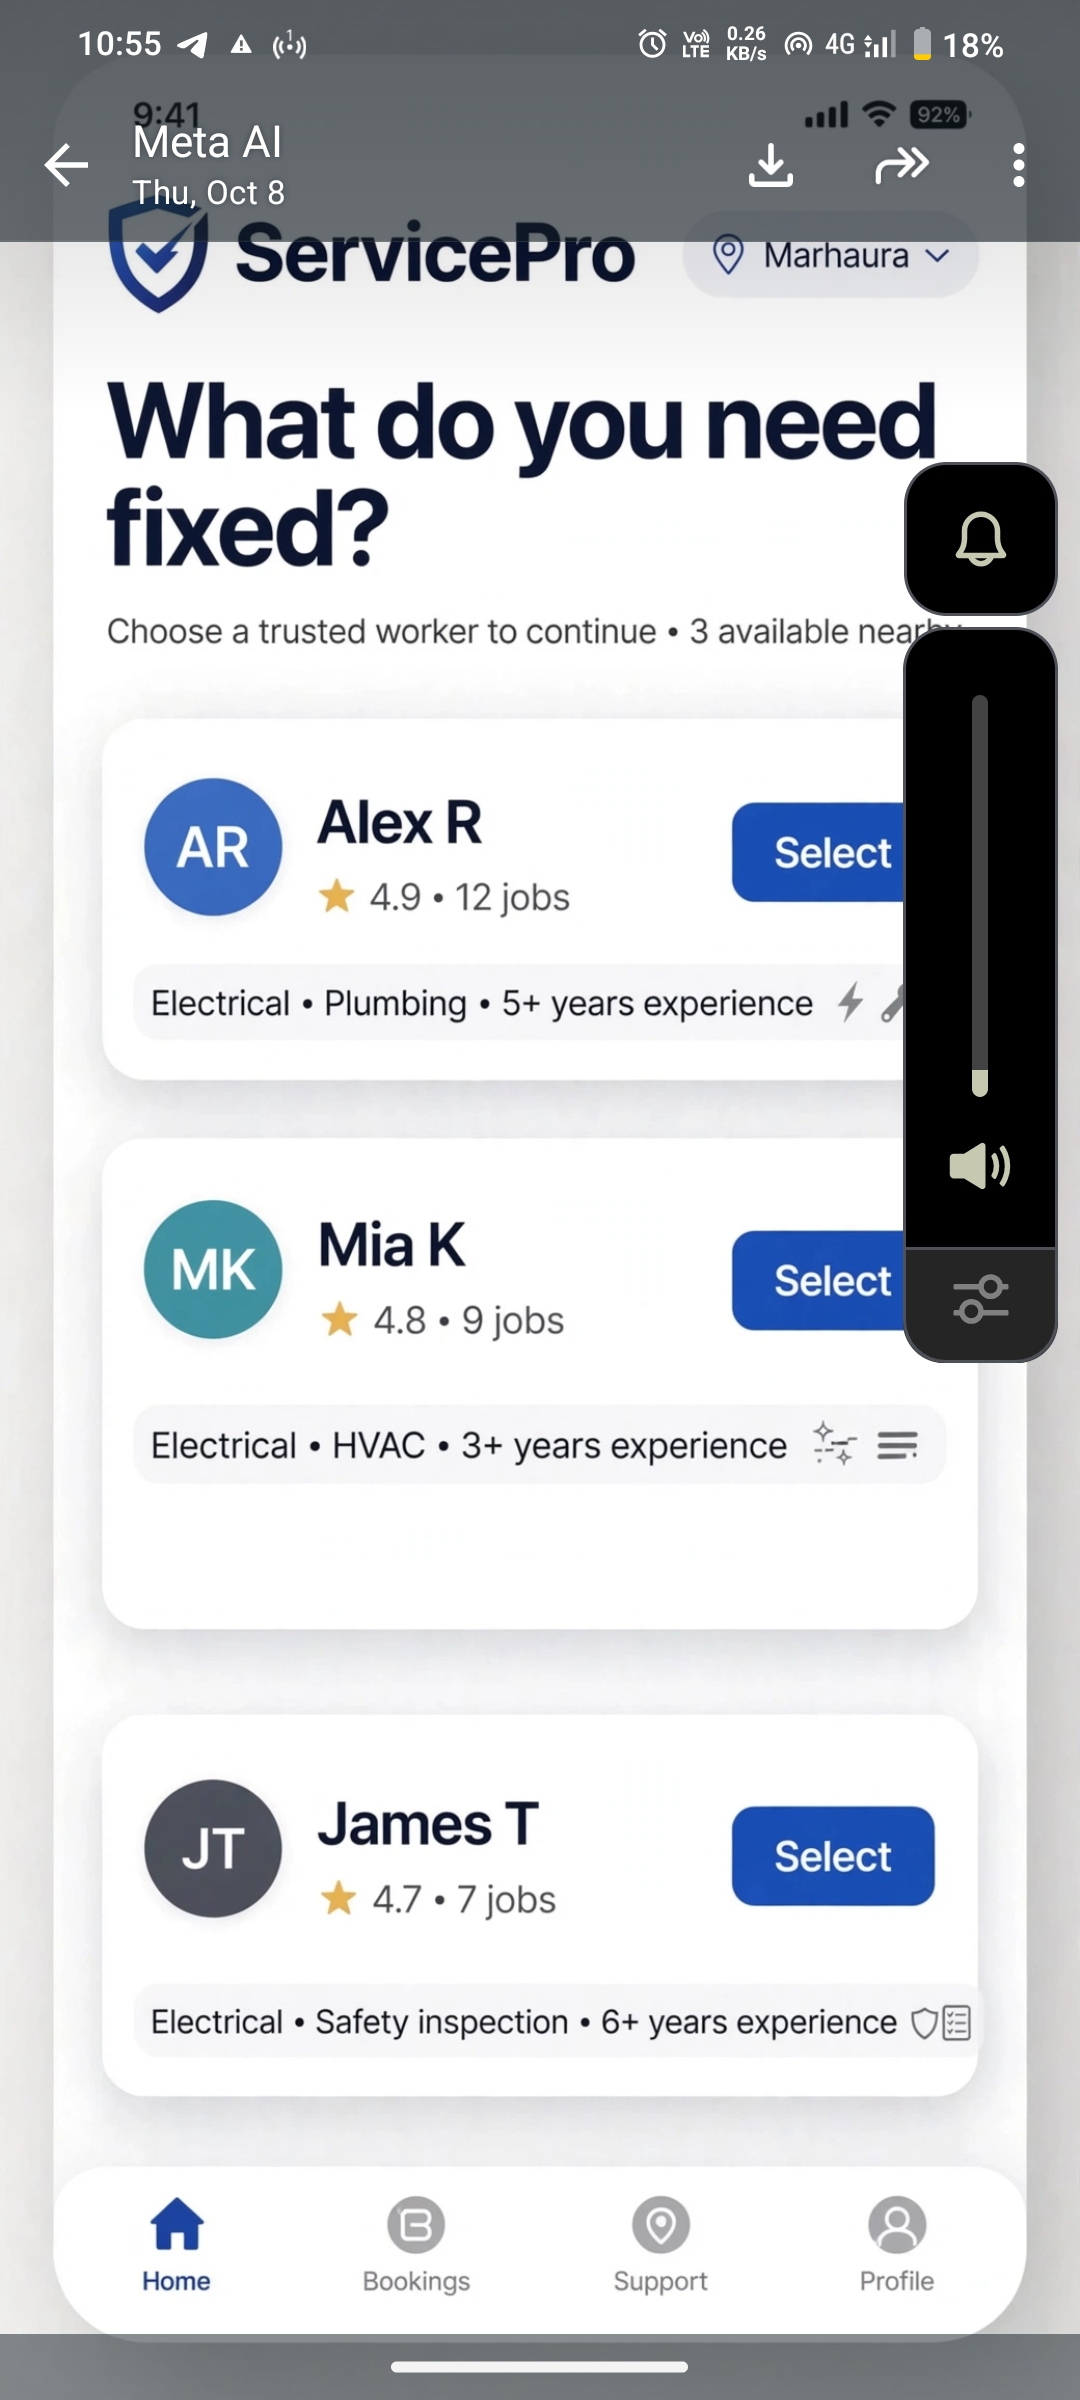 10:55
Vo)
LTE
0.26
KB/s
4G
18%
9:41
92%
Meta AI
Thu, Oct 8
ServicePro
Marhaura
What do you need
fixed?
Choose a trusted worker to continue • 3 available nearby
AR
Alex R
4.9 • 12 jobs
Select
Electrical • Plumbing • 5+ years experience
MK
Mia K
4.8 • 9 jobs
Select
Electrical • HVAC • 3+ years experience
JT
James T
4.7 • 7 jobs
Select
Electrical • Safety inspection • 6+ years experience
Home
Bookings
Support
Profile